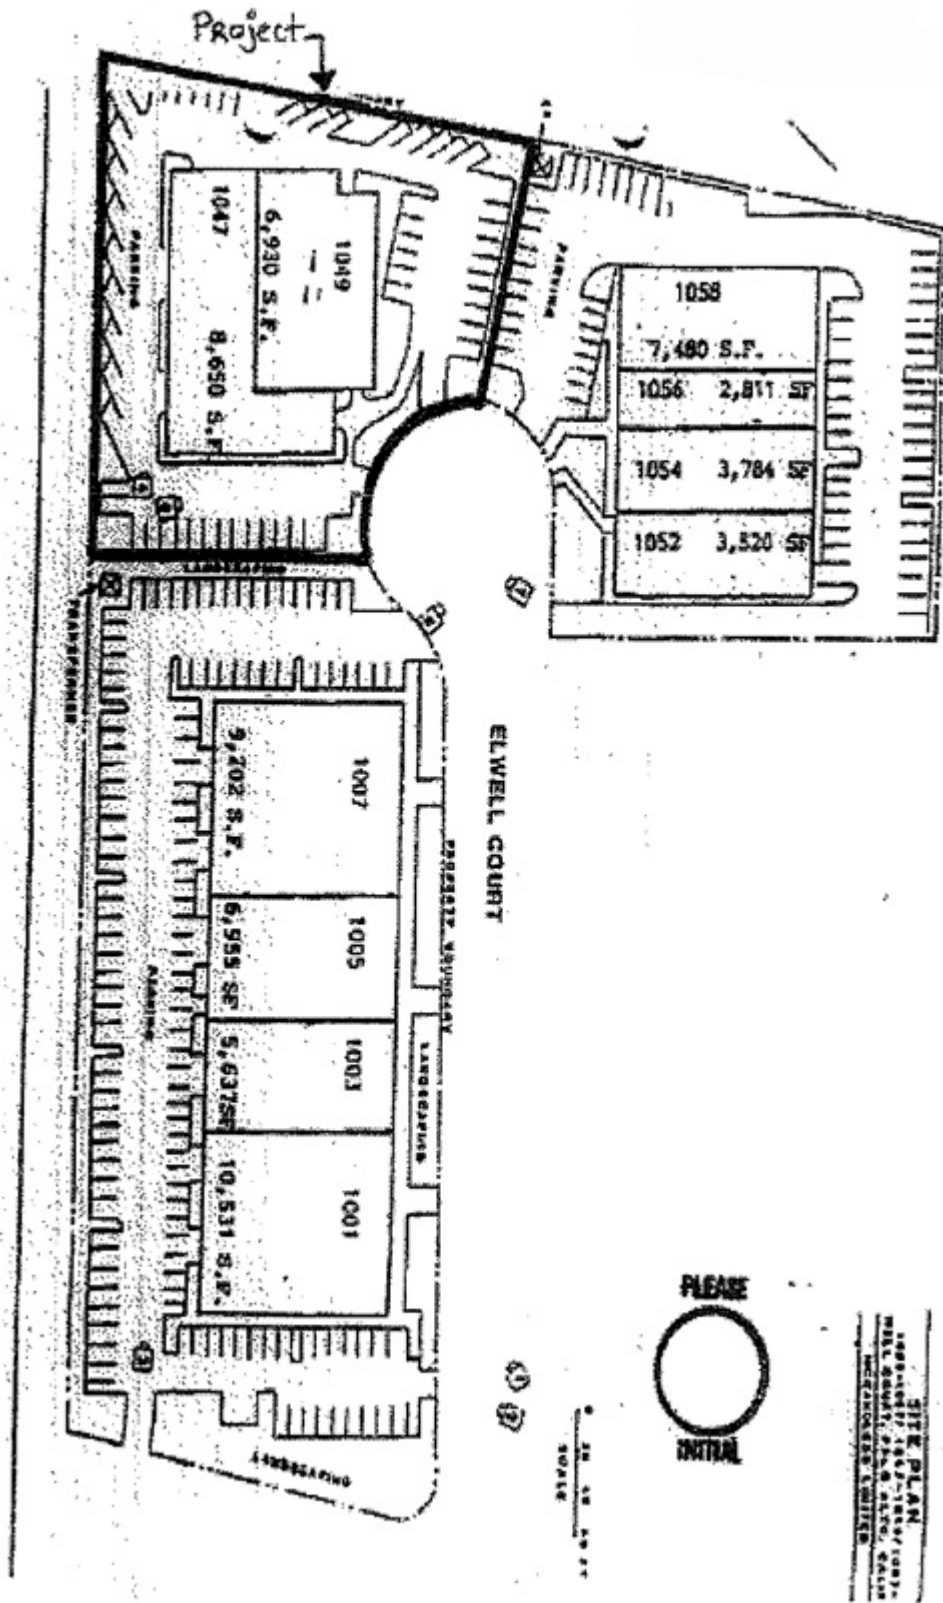 Project
1047
8,650 S.F.
1049
6,930 S.F.
PARKING
PARKING
1058
7,480 S.F.
1056 2,811 SF
1054 3,784 SF
1052 3,520 SF
LANDSCAPING
TRANSFORMER
ELWELL COURT
PROPERTY BOUNDARY
1007
9,202 S.F.
1005
6,955 SF
1003
5,637SF
1001
10,531 S.F.
PARKING
LANDSCAPING
PLEASE
INITIAL
SCALE
SITE PLAN